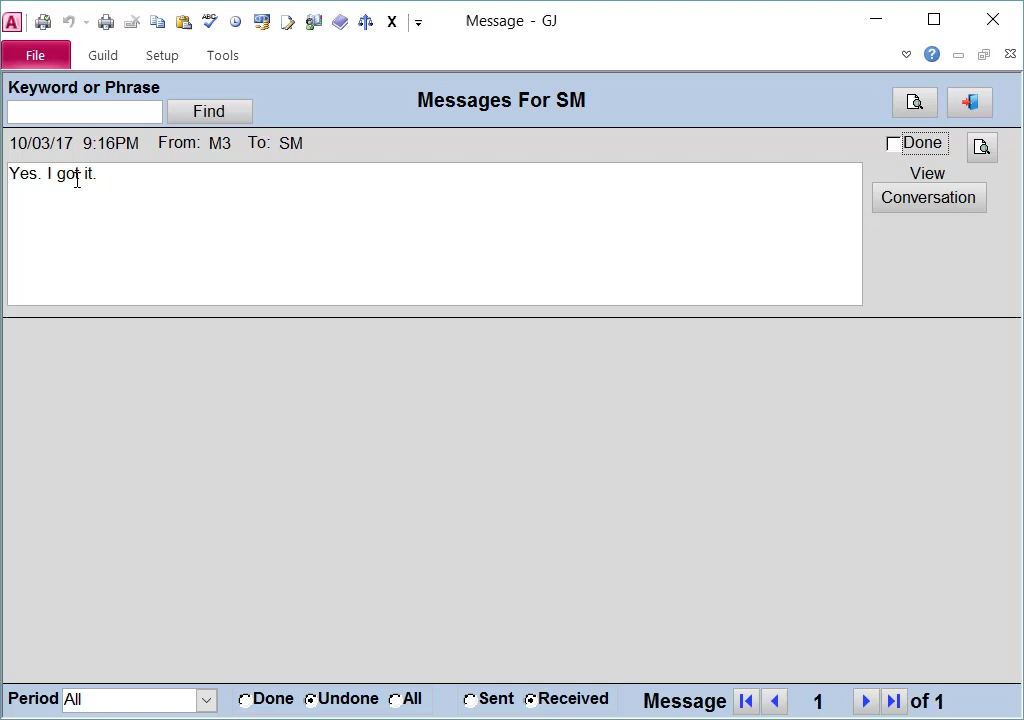 Message - GJ
File Guild Setup Tools
Keyword or Phrase
Find
Messages For SM
10/03/17 9:16PM From: M3 To: SM
Done
Yes. I got it.
View
Conversation
Period All Done Undone All Sent Received Message 1 of 1